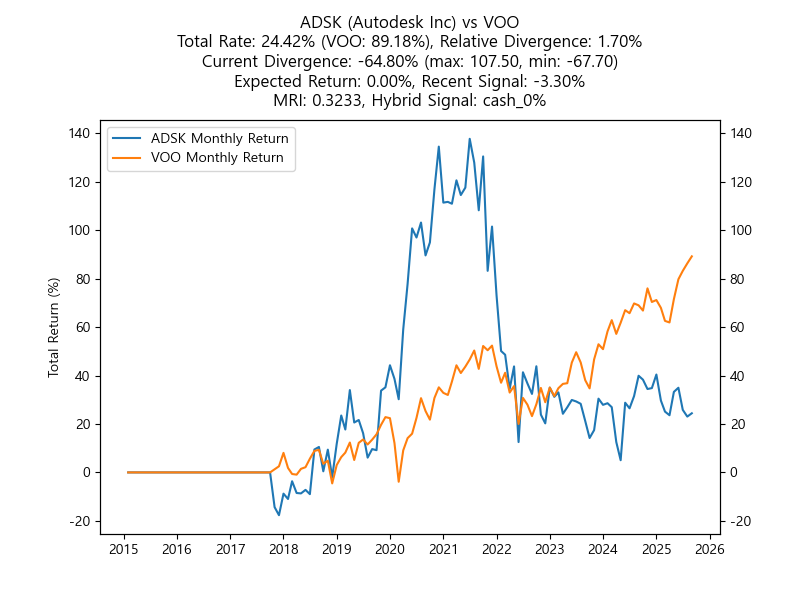 ADSK (Autodesk Inc) vs VOO
Total Rate: 24.42% (VOO: 89.18%), Relative Divergence: 1.70%
Current Divergence: -64.80% (max: 107.50, min: -67.70)
Expected Return: 0.00%, Recent Signal: -3.30%
MRI: 0.3233, Hybrid Signal: cash_0%
ADSK Monthly Return
VOO Monthly Return
Total Return (%)
140
120
100
80
60
40
20
0
-20
140
120
100
80
60
40
20
0
-20
2015 2016 2017 2018 2019 2020 2021 2022 2023 2024 2025 2026